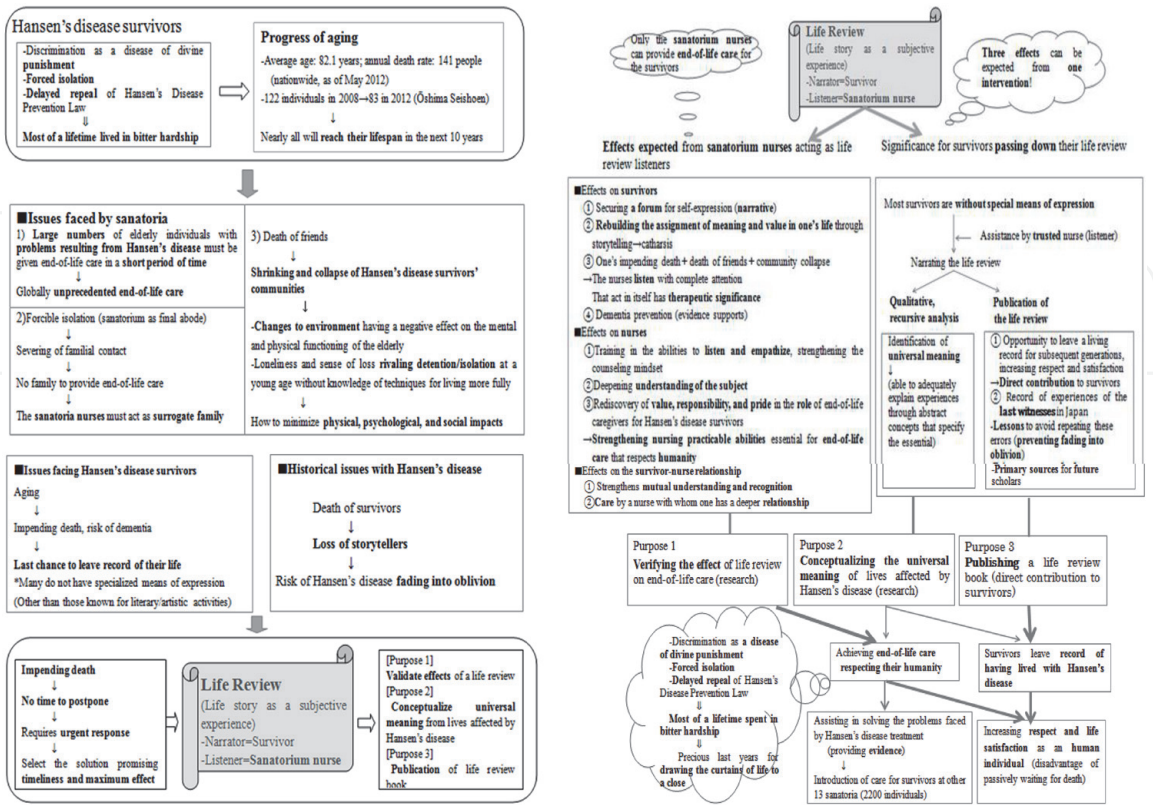 Hansen's disease survivors
-Discrimination as a disease of divine
punishment
-Forced isolation
-Delayed repeal of Hansen's Disease
Prevention Law
⇓
Most of a lifetime lived in bitter hardship
Progress of aging
-Average age: 82.1 years; annual death rate: 141 people
(nationwide, as of May 2012)
-122 individuals in 2008→83 in 2012 (Ōshima Seishoen)
↓
Nearly all will reach their lifespan in the next 10 years
■Issues faced by sanatoria
1) Large numbers of elderly individuals with
problems resulting from Hansen's disease must be
given end-of-life care in a short period of time
↓
Globally unprecedented end-of-life care
2)Forcible isolation (sanatorium as final abode)
↓
Severing of familial contact
↓
No family to provide end-of-life care
↓
The sanatoria nurses must act as surrogate family
3) Death of friends
↓
Shrinking and collapse of Hansen's disease survivors'
communities
↓
-Changes to environment having a negative effect on the mental
and physical functioning of the elderly
-Loneliness and sense of loss rivaling detention/isolation at a
young age without knowledge of techniques for living more fully
↓
How to minimize physical, psychological, and social impacts
■Issues facing Hansen's disease survivors
Aging
↓
Impending death, risk of dementia
↓
Last chance to leave record of their life
*Many do not have specialized means of expression
(Other than those known for literary/artistic activities)
■Historical issues with Hansen's disease
Death of survivors
↓
Loss of storytellers
↓
Risk of Hansen's disease fading into oblivion
Impending death
↓
No time to postpone
↓
Requires urgent response
↓
Select the solution promising
timeliness and maximum effect
Life Review
(Life story as a subjective
experience)
-Narrator=Survivor
-Listener=Sanatorium nurse
[Purpose 1]
Validate effects of a life review
[Purpose 2]
Conceptualize universal
meaning from lives affected by
Hansen's disease
[Purpose 3]
Publication of life review
book
Only the sanatorium nurses
can provide end-of-life care for
the survivors
Life Review
(Life story as a subjective
experience)
-Narrator=Survivor
-Listener=Sanatorium nurse
Three effects can be
expected from one
intervention!
Effects expected from sanatorium nurses acting as life
review listeners
Significance for survivors passing down their life review
■Effects on survivors
① Securing a forum for self-expression (narrative)
② Rebuilding the assignment of meaning and value in one's life through
storytelling→catharsis
③ One's impending death+death of friends+community collapse
→The nurses listen with complete attention
That act in itself has therapeutic significance
④ Dementia prevention (evidence supports)
■Effects on nurses
①Training in the abilities to listen and empathize, strengthening the
counseling mindset
②Deepening understanding of the subject
③Rediscovery of value, responsibility, and pride in the role of end-of-life
caregivers for Hansen's disease survivors
→Strengthening nursing practicable abilities essential for end-of-life
care that respects humanity
■Effects on the survivor-nurse relationship
① Strengthens mutual understanding and recognition
②Care by a nurse with whom one has a deeper relationship
Most survivors are without special means of expression
Assistance by trusted nurse (listener)
Narrating the life review
Qualitative,
recursive analysis
Identification of
universal meaning
↓
(able to adequately
explain experiences
through abstract
concepts that specify
the essential)
Publication of
the life review
① Opportunity to leave a living
record for subsequent generations,
increasing respect and satisfaction
→Direct contribution to survivors
② Record of experiences of the
last witnesses in Japan
-Lessons to avoid repeating these
errors (preventing fading into
oblivion)
-Primary sources for future
scholars
Purpose 1
Verifying the effect of life review
on end-of-life care (research)
Purpose 2
Conceptualizing the universal
meaning of lives affected by
Hansen's disease (research)
Purpose 3
Publishing a life review
book (direct contribution to
survivors)
-Discrimination as a disease
of divine punishment
-Forced isolation
-Delayed repeal of Hansen's
Disease Prevention Law
⇓
Most of a lifetime spent in
bitter hardship
⇓
Precious last years for
drawing the curtains of life to
a close
Achieving end-of-life care
respecting their humanity
Survivors leave record of
having lived with Hansen's
disease
Assisting in solving the problems faced
by Hansen's disease treatment
(providing evidence)
↓
Introduction of care for survivors at other
13 sanatoria (2200 individuals)
Increasing respect and life
satisfaction as an human
individual (disadvantage of
passively waiting for death)